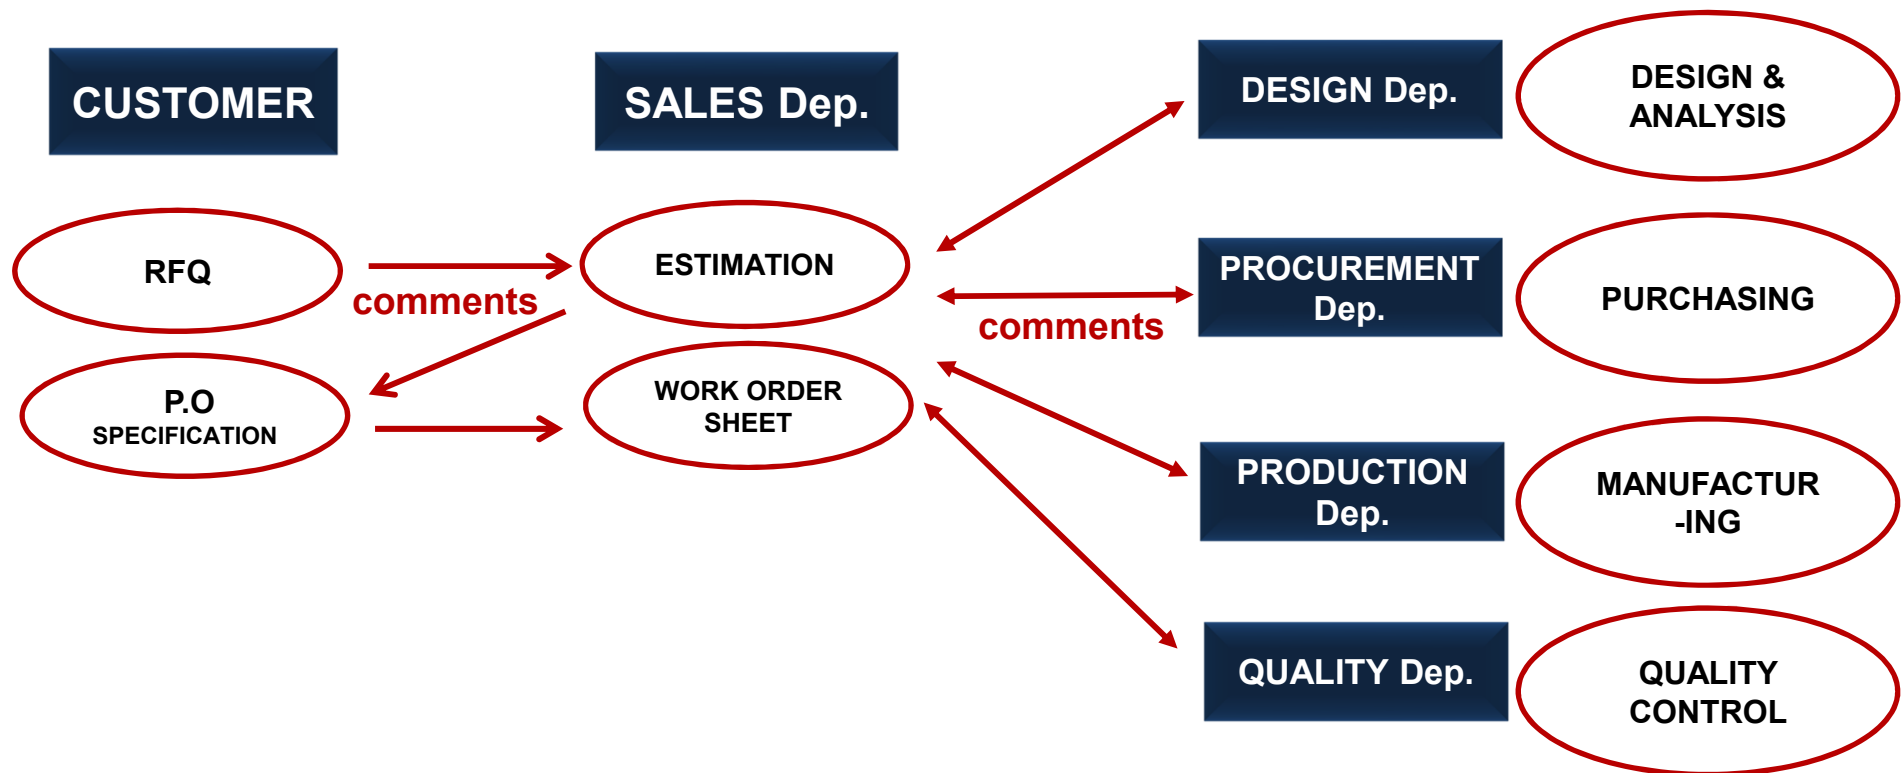 CUSTOMER
RFQ
P.O
SPECIFICATION
comments
SALES Dep.
ESTIMATION
WORK ORDER
SHEET
comments
DESIGN Dep.
DESIGN &
ANALYSIS
PROCUREMENT
Dep.
PURCHASING
PRODUCTION
Dep.
MANUFACTUR
-ING
QUALITY Dep.
QUALITY
CONTROL